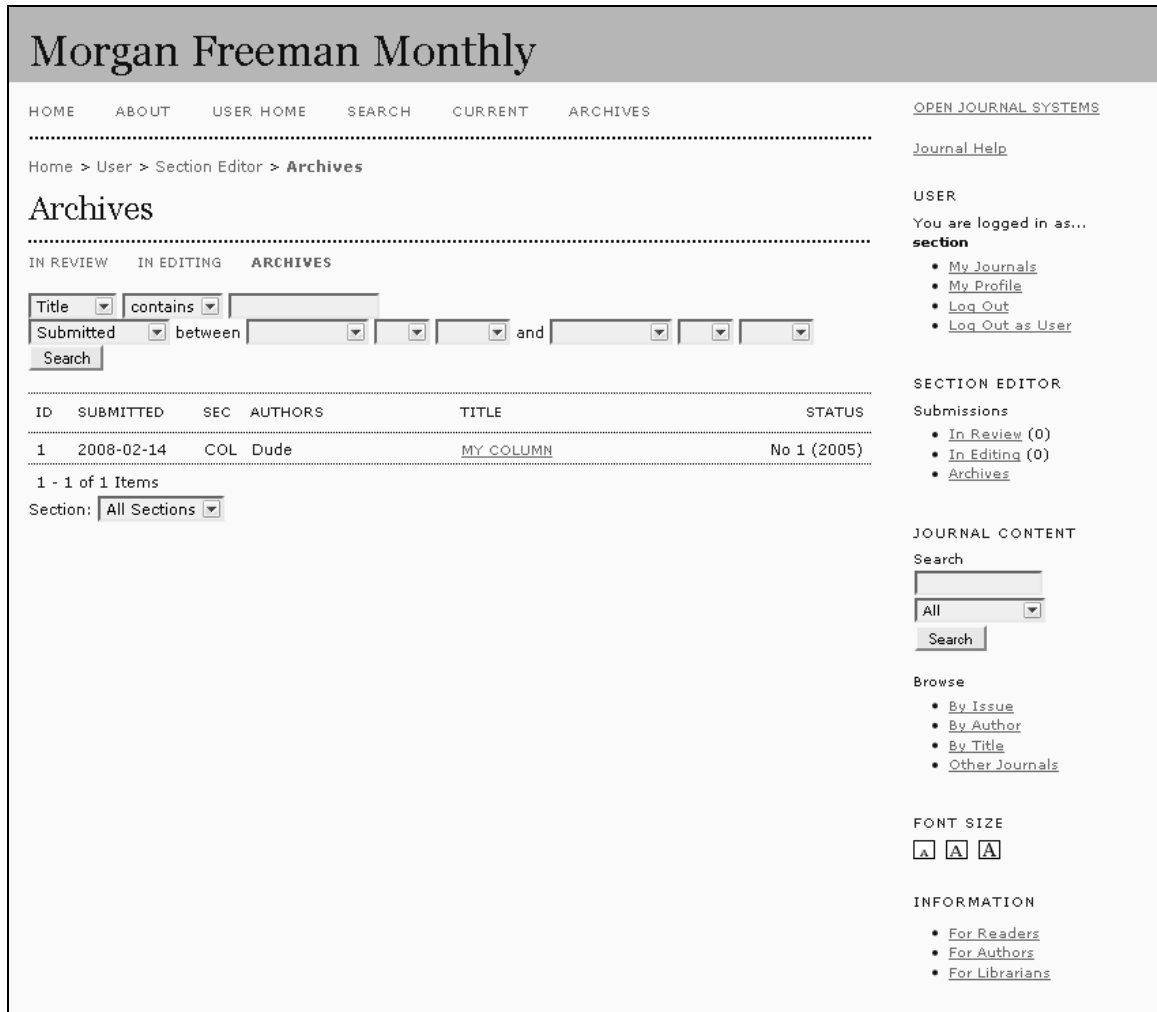 Morgan Freeman Monthly
HOME ABOUT USER HOME SEARCH CURRENT ARCHIVES
Home > User > Section Editor > Archives
Archives
IN REVIEW IN EDITING ARCHIVES
Title contains
Submitted between and
Search
ID SUBMITTED SEC AUTHORS TITLE STATUS
1 2008-02-14 COL Dude MY COLUMN No 1 (2005)
1 - 1 of 1 Items
Section: All Sections
OPEN JOURNAL SYSTEMS
Journal Help
USER
You are logged in as...
section
My Journals
My Profile
Log Out
Log Out as User
SECTION EDITOR
Submissions
In Review (0)
In Editing (0)
Archives
JOURNAL CONTENT
Search
All
Search
Browse
By Issue
By Author
By Title
Other Journals
FONT SIZE
A A A
INFORMATION
For Readers
For Authors
For Librarians